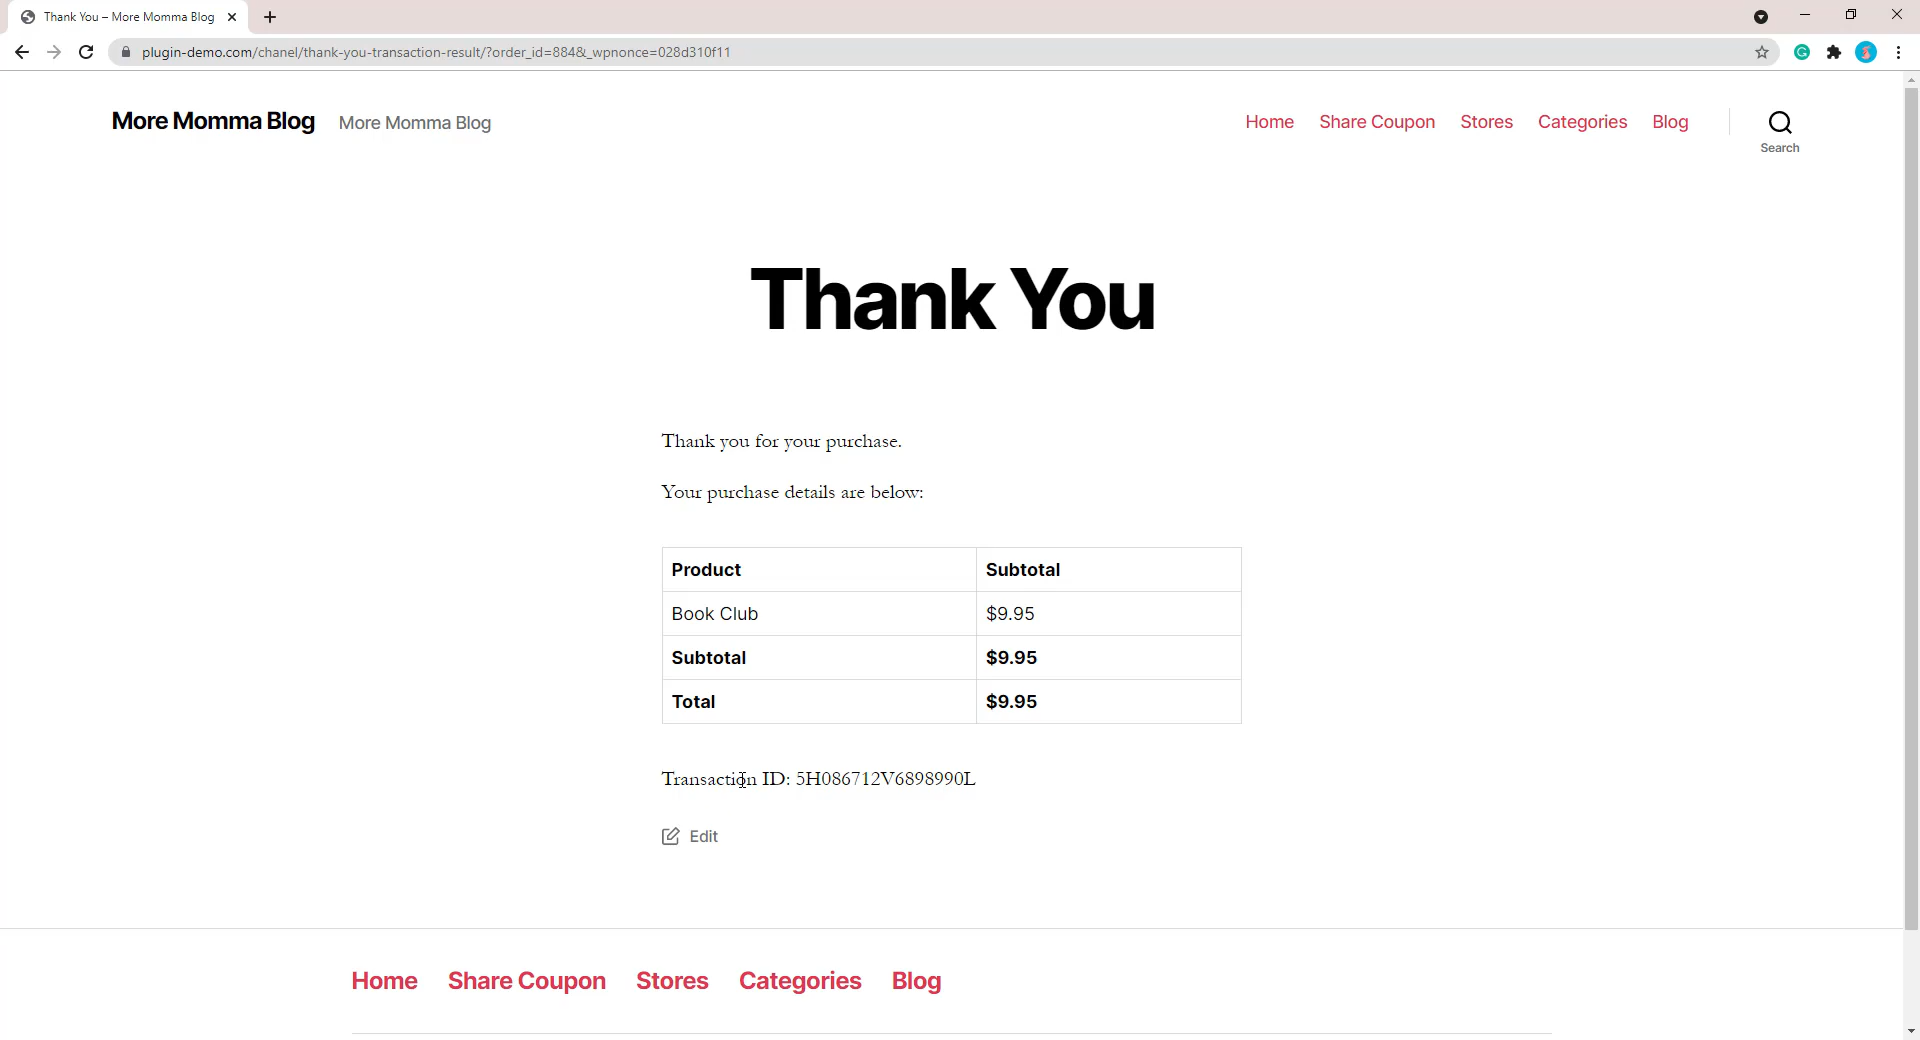 Thank You – More Momma Blog
plugin-demo.com/chanel/thank-you-transaction-result/?order_id=884&_wpnonce=028d310f11
More Momma Blog More Momma Blog Home Share Coupon Stores Categories Blog
Search
Thank You
Thank you for your purchase.
Your purchase details are below:
Product Subtotal
Book Club $9.95
Subtotal $9.95
Total $9.95
Transaction ID: 5H086712V6898990L
Edit
Home Share Coupon Stores Categories Blog